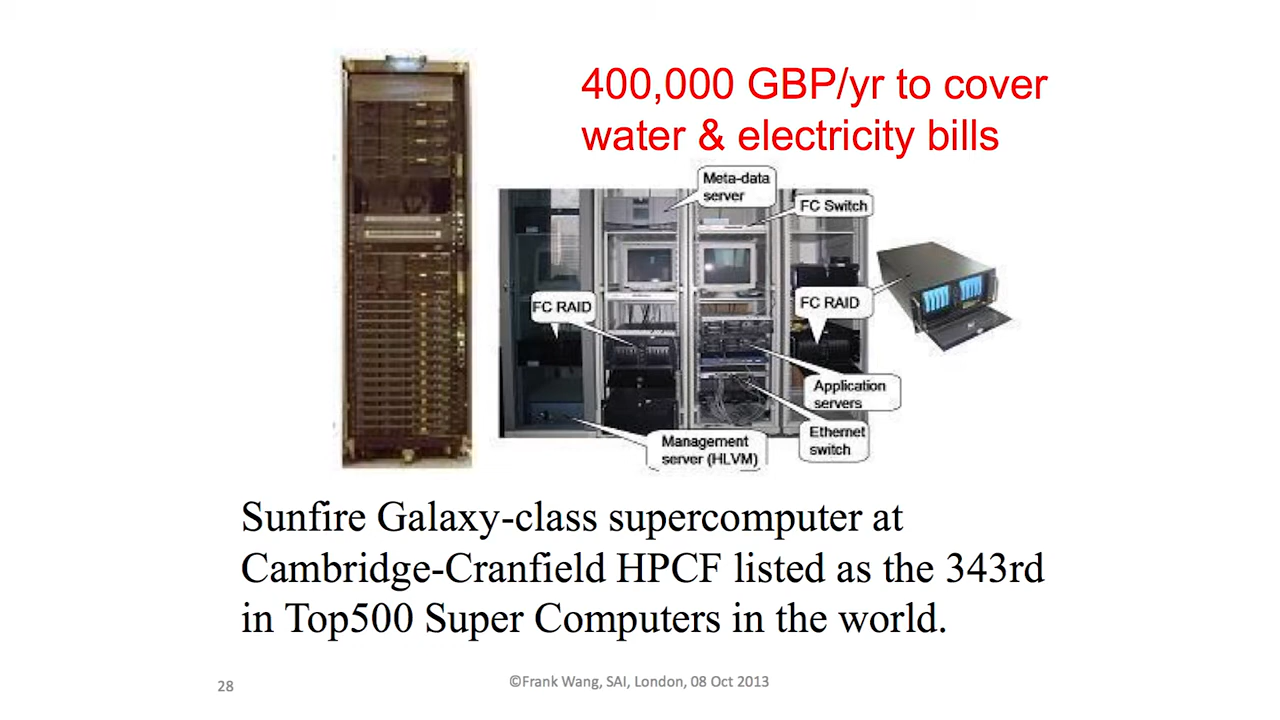 400,000 GBP/yr to cover
water & electricity bills
Meta-data
server
FC Switch
FC RAID
FC RAID
Application
servers
Ethernet
switch
Management
server (HLVM)
Sunfire Galaxy-class supercomputer at
Cambridge-Cranfield HPCF listed as the 343rd
in Top500 Super Computers in the world.
28
©Frank Wang, SAI, London, 08 Oct 2013